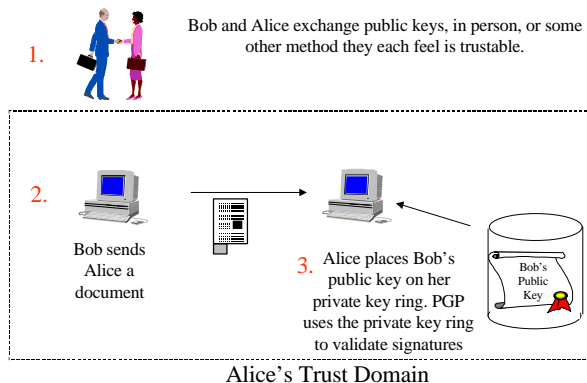 1.
Bob and Alice exchange public keys, in person, or some
other method they each feel is trustable.
2.
Bob sends
Alice a
document
3.
Alice places Bob’s
public key on her
private key ring. PGP
uses the private key ring
to validate signatures
Bob’s
Public
Key
Alice’s Trust Domain